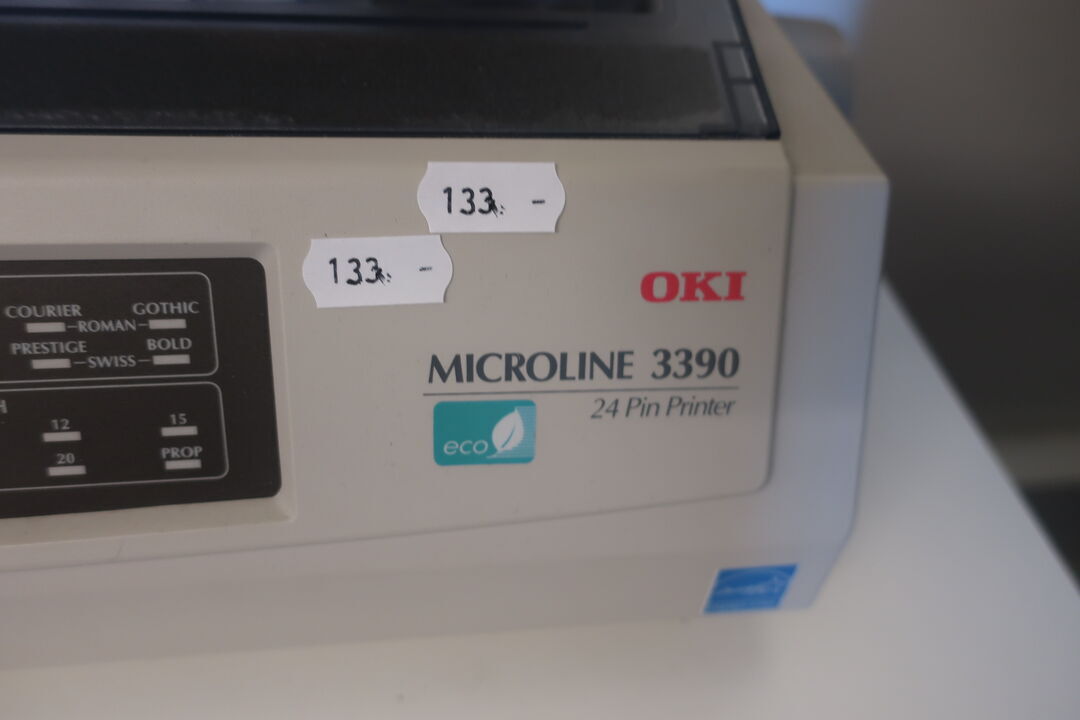 133. -
133. -
OKI
MICROLINE 3390
24 Pin Printer
eco
COURIER GOTHIC
ROMAN
PRESTIGE BOLD
SWISS
H
12 15
20 PROP